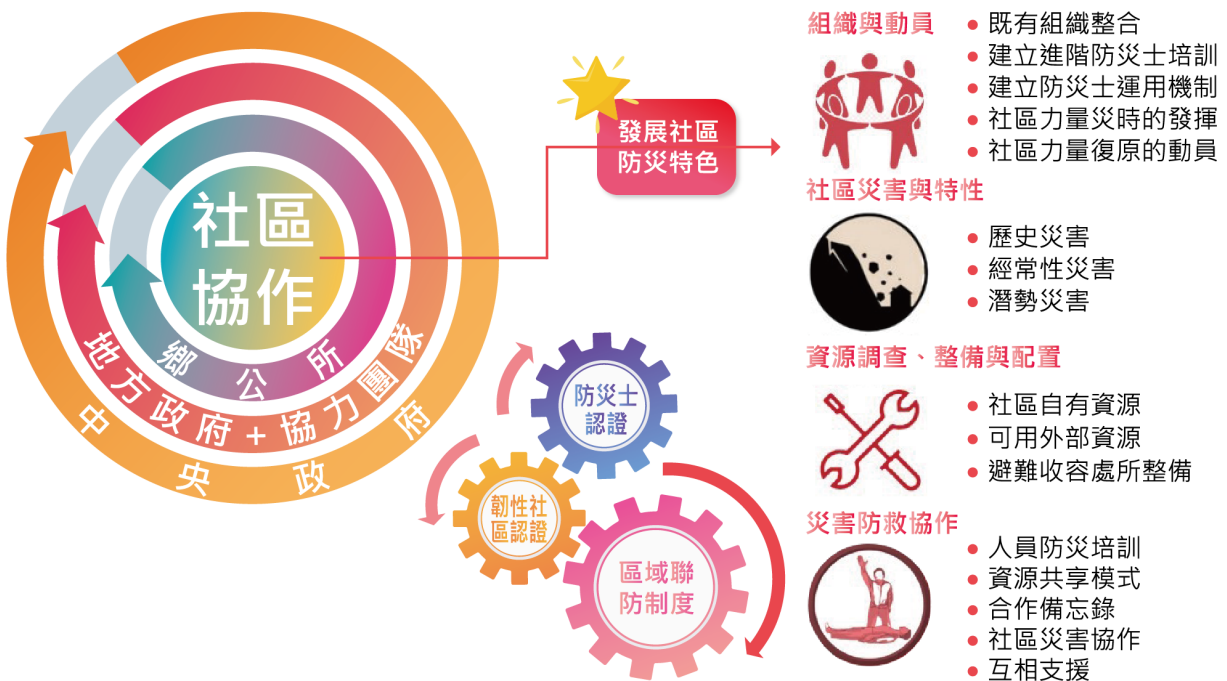 社區
協作
鄉公所
地方政府+協力團隊
中央政府
發展社區
防災特色
防災士
認證
韌性社
區認證
區域聯
防制度
組織與動員
• 既有組織整合
• 建立進階防災士培訓
• 建立防災士運用機制
• 社區力量災時的發揮
• 社區力量復原的動員
社區災害與特性
• 歷史災害
• 經常性災害
• 潛勢災害
資源調查、整備與配置
• 社區自有資源
• 可用外部資源
• 避難收容處所整備
災害防救協作
• 人員防災培訓
• 資源共享模式
• 合作備忘錄
• 社區災害協作
• 互相支援